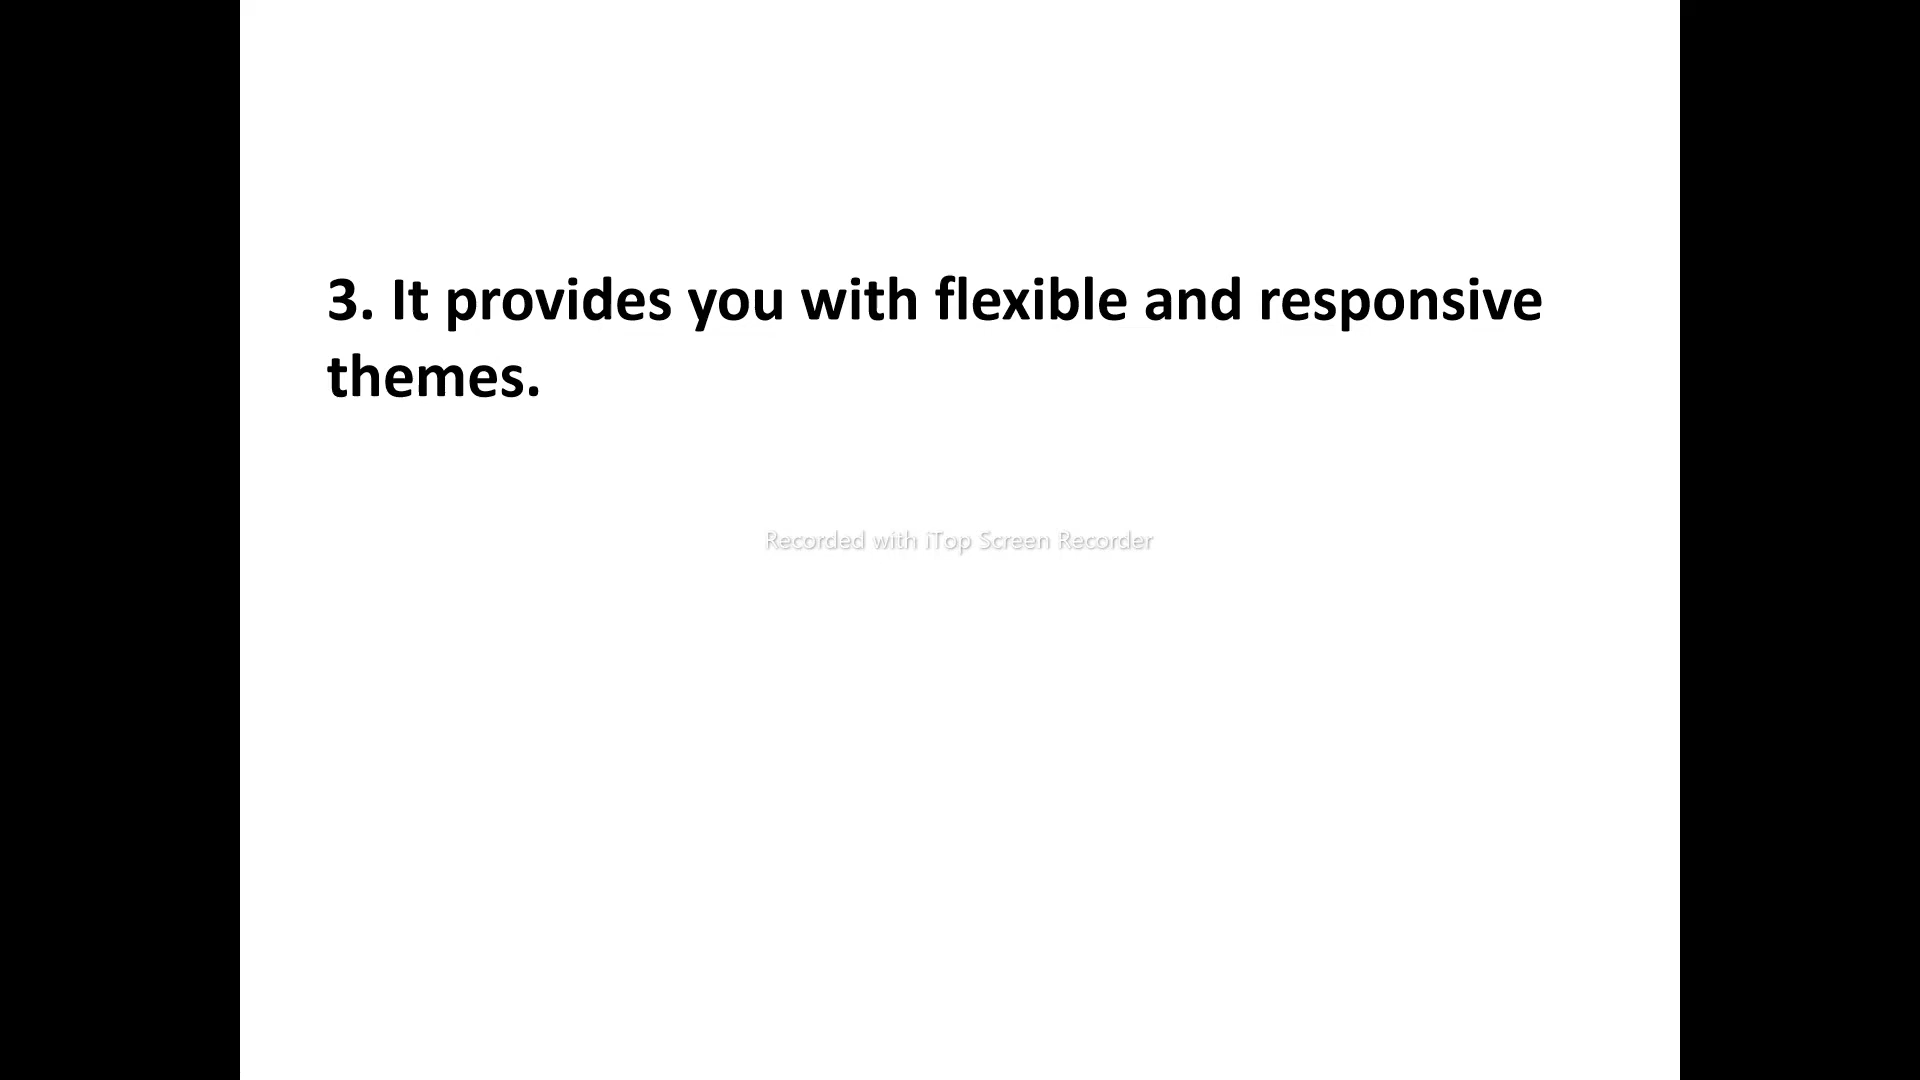 3. It provides you with flexible and responsive
themes.
Recorded with iTop Screen Recorder